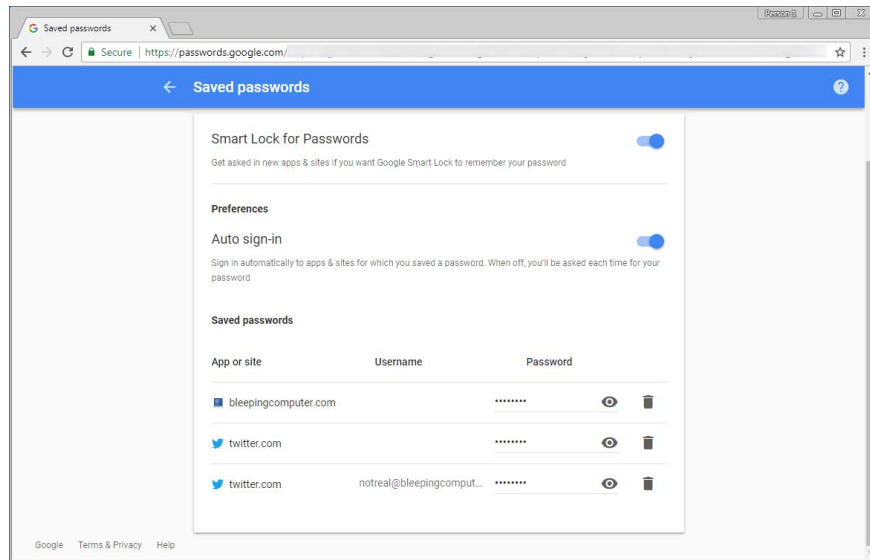 Person 1
Saved passwords
Secure https://passwords.google.com/
Saved passwords
Smart Lock for Passwords
Get asked in new apps & sites if you want Google Smart Lock to remember your password
Preferences
Auto sign-in
Sign in automatically to apps & sites for which you saved a password. When off, you'll be asked each time for your
password
Saved passwords
App or site Username Password
bleepingcomputer.com ••••••••
twitter.com ••••••••
twitter.com notreal@bleepingcomput... ••••••••
Google Terms & Privacy Help